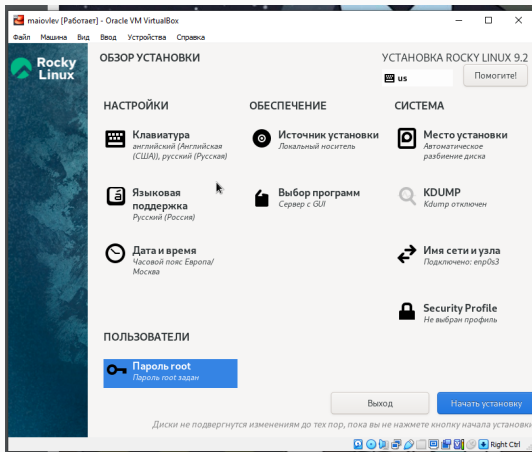 maiovlev [Работает] - Oracle VM VirtualBox
Файл Машина Вид Ввод Устройства Справка
Rocky
Linux
ОБЗОР УСТАНОВКИ
УСТАНОВКА ROCKY LINUX 9.2
us
Помогите!
НАСТРОЙКИ
Клавиатура
английский (Английская
(США)), русский (Русская)
Языковая
поддержка
Русский (Россия)
Дата и время
Часовой пояс Европа/
Москва
ОБЕСПЕЧЕНИЕ
Источник установки
Локальный носитель
Выбор программ
Сервер с GUI
СИСТЕМА
Место установки
Автоматическое
разбиение диска
KDUMP
Kdump отключен
Имя сети и узла
Подключено: enp0s3
Security Profile
Не выбран профиль
ПОЛЬЗОВАТЕЛИ
Пароль root
Пароль root задан
Выход
Начать установку
Диски не подвергнутся изменениям до тех пор, пока вы не нажмете кнопку начала установки
Right Ctrl